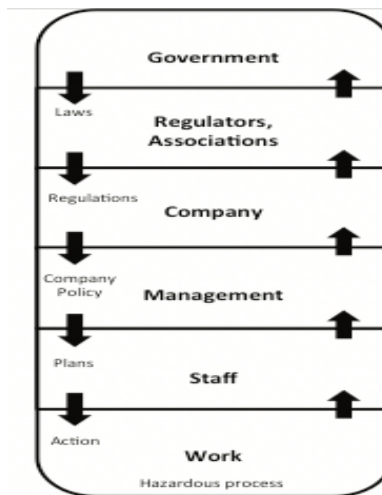 Government
Laws
Regulators,
Associations
Regulations
Company
Company
Policy
Management
Plans
Staff
Action
Work
Hazardous process